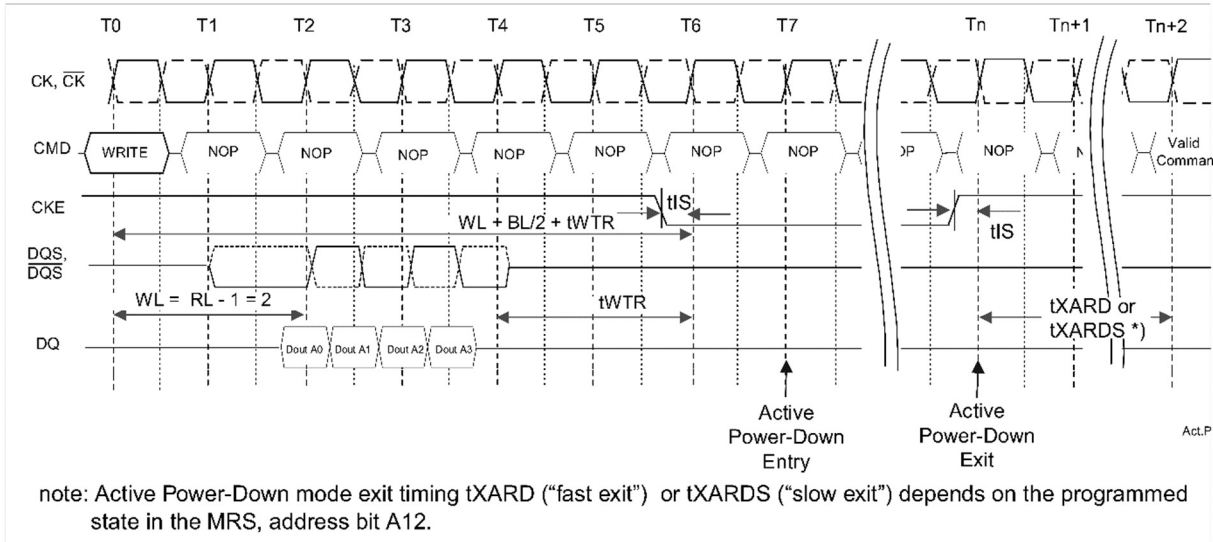 T0 T1 T2 T3 T4 T5 T6 T7 Tn Tn+1 Tn+2
CK, CK
CMD WRITE NOP NOP NOP NOP NOP NOP NOP OP NOP N Valid
Comman
CKE tIS tIS
WL + BL/2 + tWTR
DQS,
DQS
WL = RL - 1 = 2 tWTR tXARD or
tXARDS *)
DQ Dout A0 Dout A1 Dout A2 Dout A3
Active
Power-Down
Entry
Active
Power-Down
Exit
Act.P
note: Active Power-Down mode exit timing tXARD (“fast exit”) or tXARDS (“slow exit”) depends on the programmed
state in the MRS, address bit A12.